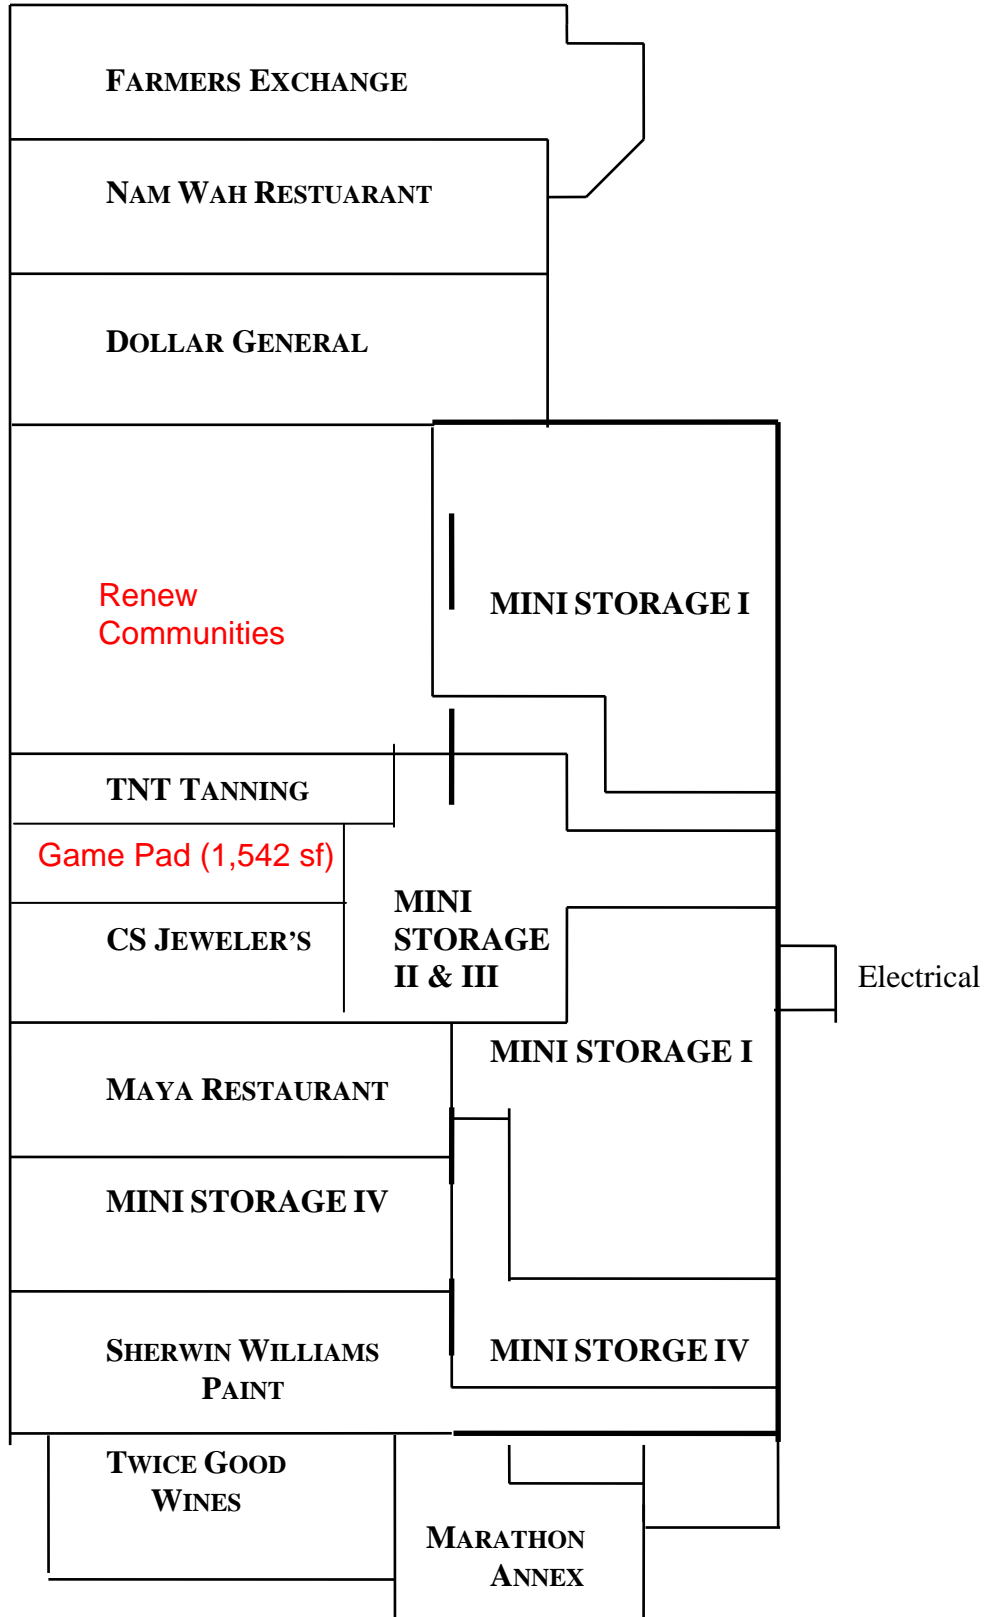 FARMERS EXCHANGE
NAM WAH RESTUARANT
DOLLAR GENERAL
Renew
Communities
MINI STORAGE I
TNT TANNING
Game Pad (1,542 sf)
CS JEWELER'S
MINI
STORAGE
II & III
Electrical
MINI STORAGE I
MAYA RESTAURANT
MINI STORAGE IV
SHERWIN WILLIAMS
PAINT
MINI STORGE IV
TWICE GOOD
WINES
MARATHON
ANNEX